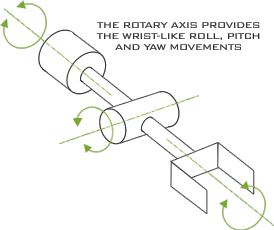 THE ROTARY AXIS PROVIDES
THE WRIST-LIKE ROLL, PITCH
AND YAW MOVEMENTS